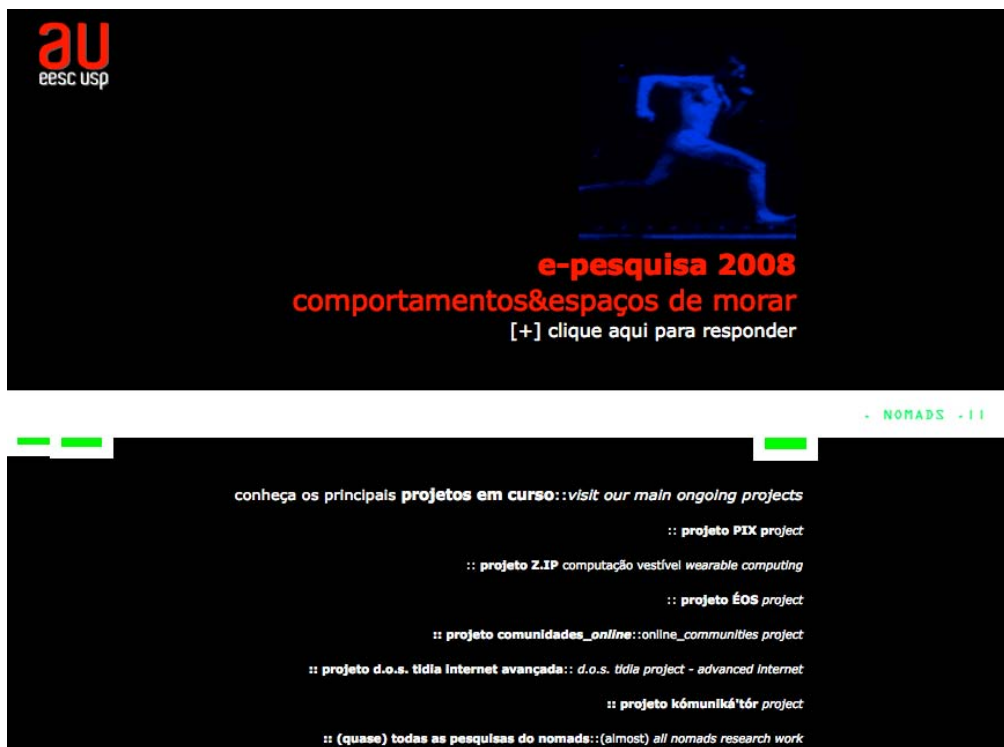 au
eesc usp
e-pesquisa 2008
comportamentos&espaços de morar
[+] clique aqui para responder
- NOMADS -||
conheça os principais projetos em curso::visit our main ongoing projects
:: projeto PIX project
:: projeto Z.IP computação vestível wearable computing
:: projeto ÉOS project
:: projeto comunidades_online::online_communities project
:: projeto d.o.s. tidia internet avançada:: d.o.s. tidia project - advanced internet
:: projeto kómuniká'tór project
:: (quase) todas as pesquisas do nomads::(almost) all nomads research work